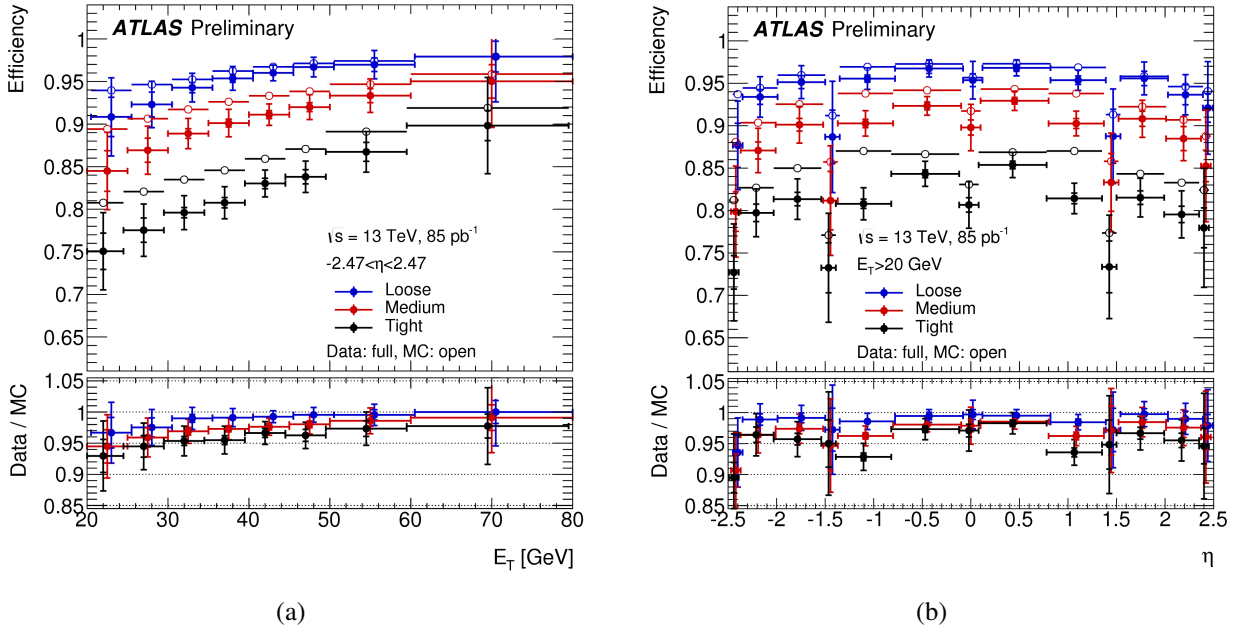 ATLAS Preliminary
Efficiency
1
0.95
0.9
0.85
0.8
0.75
0.7
0.65
√s = 13 TeV, 85 pb⁻¹
-2.47<η<2.47
Loose
Medium
Tight
Data: full, MC: open
Data / MC
1.05
1
0.95
0.9
0.85
20 30 40 50 60 70 80
E_T [GeV]
(a)
ATLAS Preliminary
Efficiency
1
0.95
0.9
0.85
0.8
0.75
0.7
0.65
√s = 13 TeV, 85 pb⁻¹
E_T>20 GeV
Loose
Medium
Tight
Data: full, MC: open
Data / MC
1.05
1
0.95
0.9
0.85
-2.5 -2 -1.5 -1 -0.5 0 0.5 1 1.5 2 2.5
η
(b)